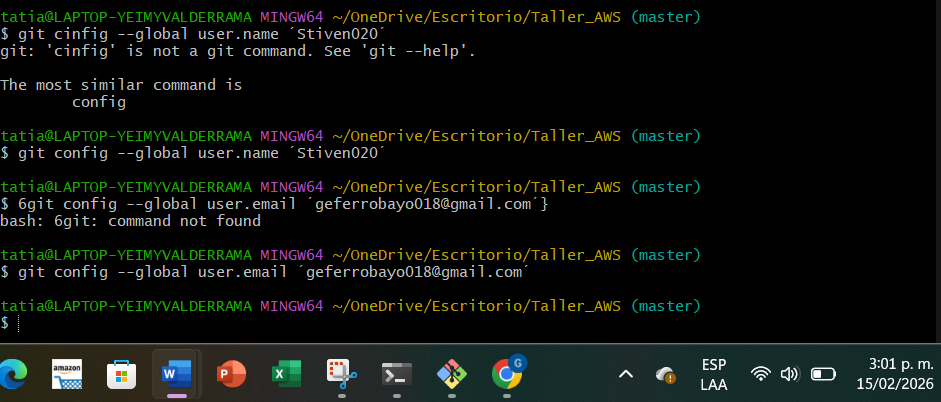 tatia@LAPTOP-YEIMYVALDERRAMA MINGW64 ~/OneDrive/Escritorio/Taller_AWS (master)
$ git cinfig --global user.name ´Stiven020´
git: 'cinfig' is not a git command. See 'git --help'.
The most similar command is
config
tatia@LAPTOP-YEIMYVALDERRAMA MINGW64 ~/OneDrive/Escritorio/Taller_AWS (master)
$ git config --global user.name ´Stiven020´
tatia@LAPTOP-YEIMYVALDERRAMA MINGW64 ~/OneDrive/Escritorio/Taller_AWS (master)
$ 6git config --global user.email ´geferrobayo018@gmail.com´}
bash: 6git: command not found
tatia@LAPTOP-YEIMYVALDERRAMA MINGW64 ~/OneDrive/Escritorio/Taller_AWS (master)
$ git config --global user.email ´geferrobayo018@gmail.com´
tatia@LAPTOP-YEIMYVALDERRAMA MINGW64 ~/OneDrive/Escritorio/Taller_AWS (master)
$
amazon
W
P
X
G
ESP
LAA
3:01 p. m.
15/02/2026